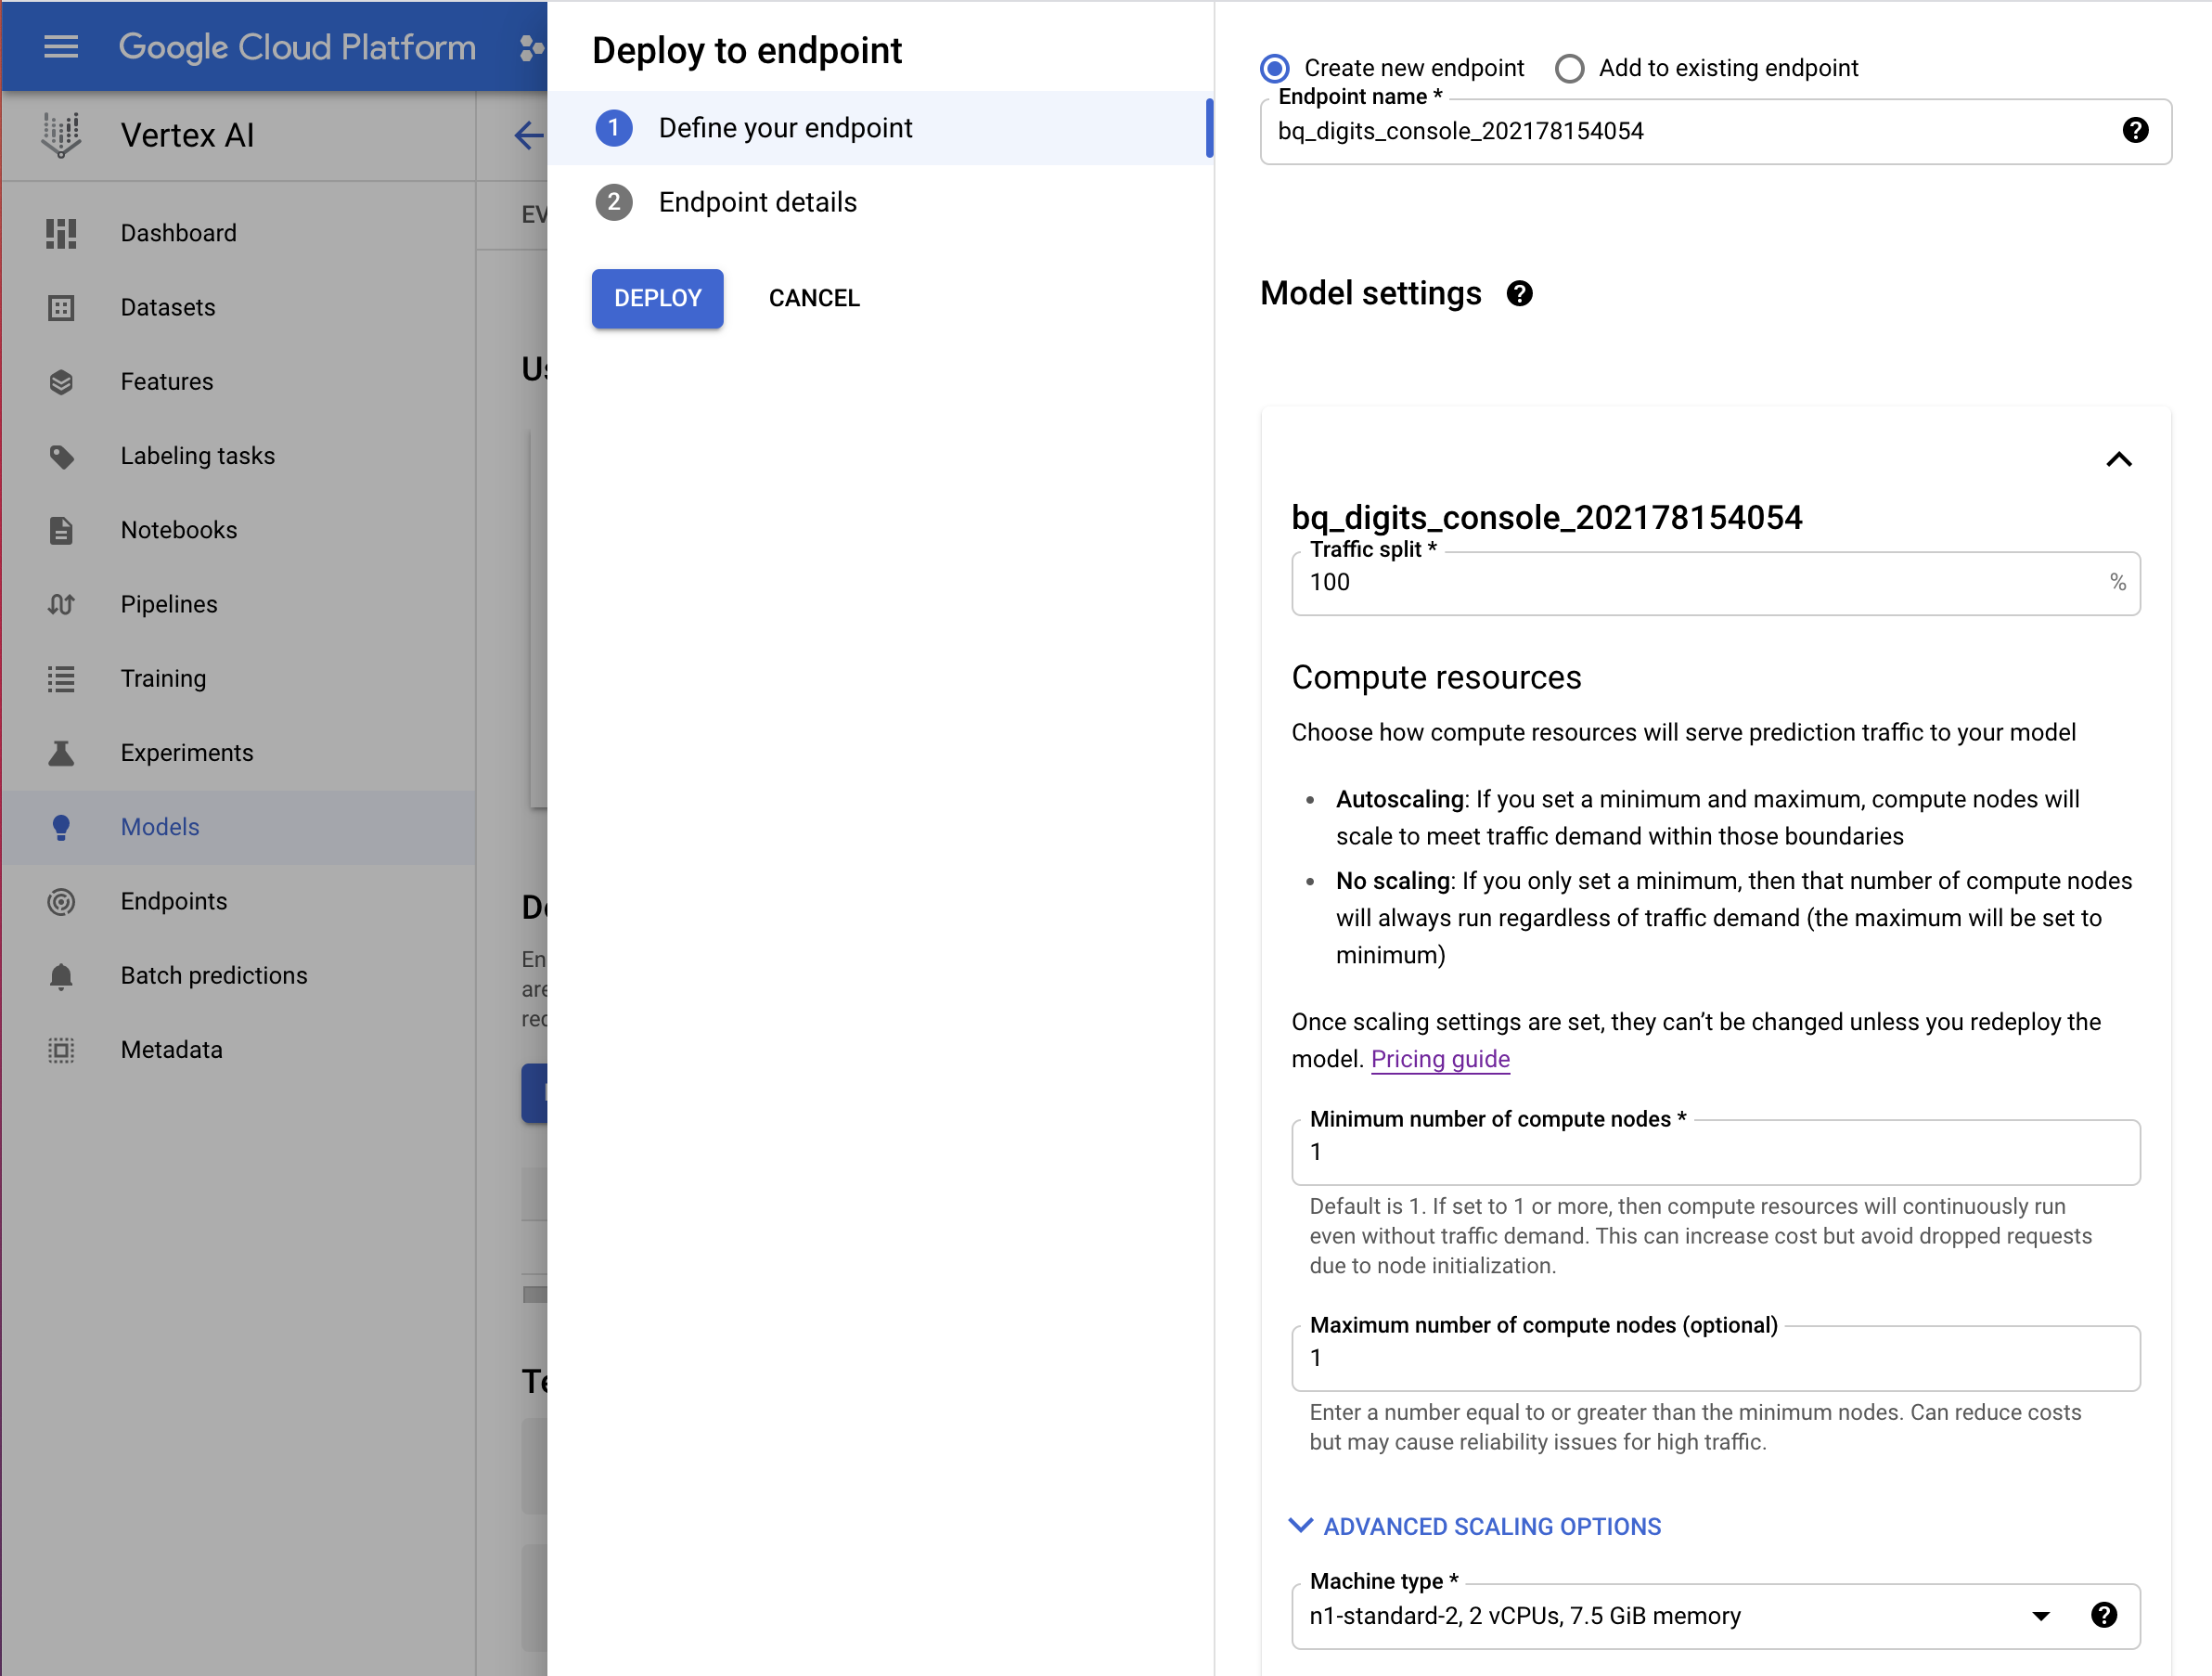 Google Cloud Platform
Vertex AI
Dashboard
Datasets
Features
Labeling tasks
Notebooks
Pipelines
Training
Experiments
Models
Endpoints
Batch predictions
Metadata
Deploy to endpoint
1 Define your endpoint
2 Endpoint details
DEPLOY CANCEL
Create new endpoint Add to existing endpoint
Endpoint name *
bq_digits_console_202178154054
Model settings
bq_digits_console_202178154054
Traffic split *
100 %
Compute resources
Choose how compute resources will serve prediction traffic to your model
• Autoscaling: If you set a minimum and maximum, compute nodes will
scale to meet traffic demand within those boundaries
• No scaling: If you only set a minimum, then that number of compute nodes
will always run regardless of traffic demand (the maximum will be set to
minimum)
Once scaling settings are set, they can’t be changed unless you redeploy the
model. Pricing guide
Minimum number of compute nodes *
1
Default is 1. If set to 1 or more, then compute resources will continuously run
even without traffic demand. This can increase cost but avoid dropped requests
due to node initialization.
Maximum number of compute nodes (optional)
1
Enter a number equal to or greater than the minimum nodes. Can reduce costs
but may cause reliability issues for high traffic.
ADVANCED SCALING OPTIONS
Machine type *
n1-standard-2, 2 vCPUs, 7.5 GiB memory